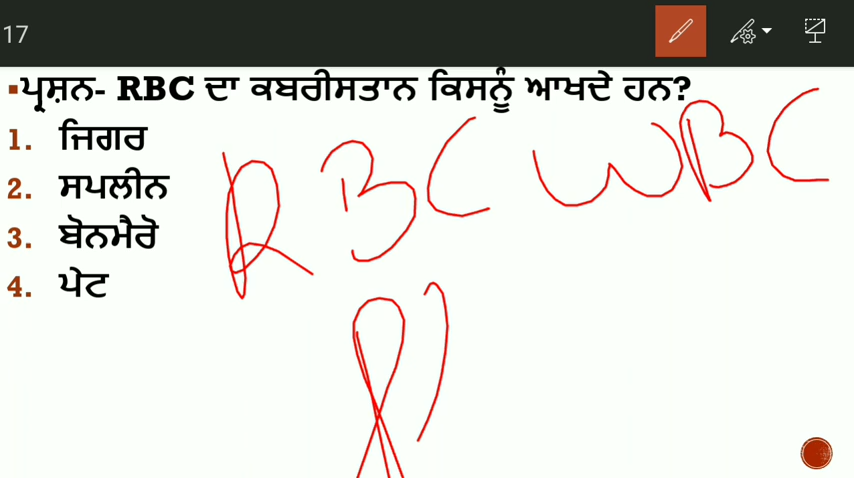 17
▪ਪ੍ਰਸ਼ਨ- RBC ਦਾ ਕਬਰੀਸਤਾਨ ਕਿਸਨੂੰ ਆਖਦੇ ਹਨ?
1. ਜਿਗਰ
2. ਸਪਲੀਨ
3. ਬੋਨਮੈਰੋ
4. ਪੇਟ
RBC WBC